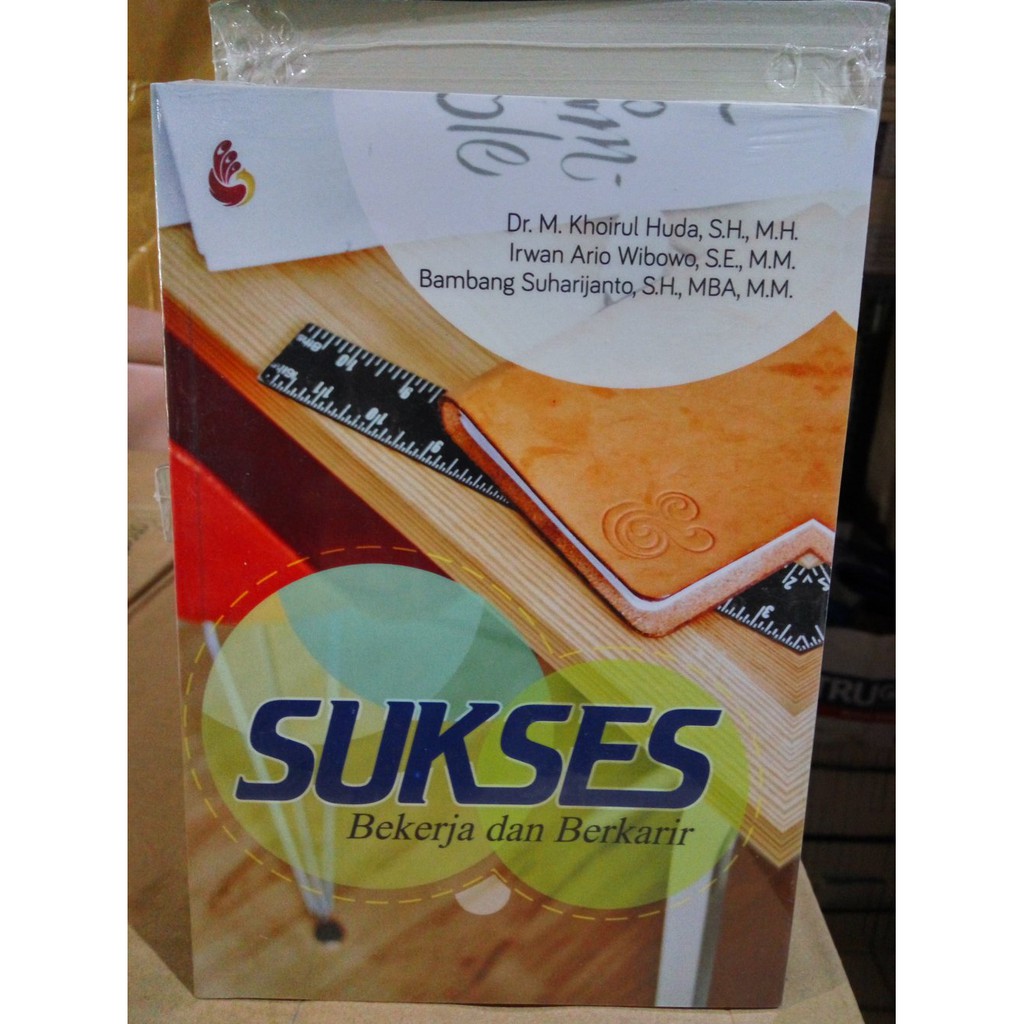 Dr. M. Khoirul Huda, S.H., M.H.
Irwan Ario Wibowo, S.E., M.M.
Bambang Suharijanto, S.H., MBA, M.M.
SUKSES
Bekerja dan Berkarir